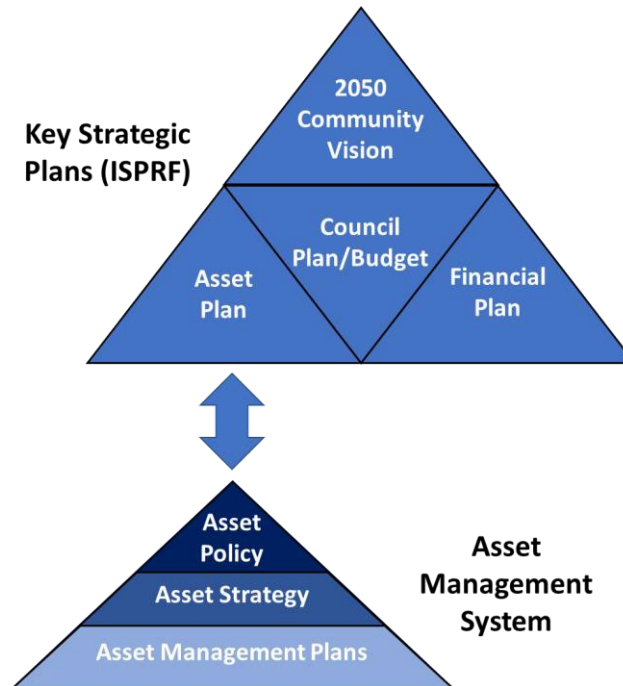 2050
Community
Vision
Key Strategic
Plans (ISPRF)
Council
Plan/Budget
Asset
Plan
Financial
Plan
Asset
Policy
Asset Strategy
Asset Management Plans
Asset
Management
System